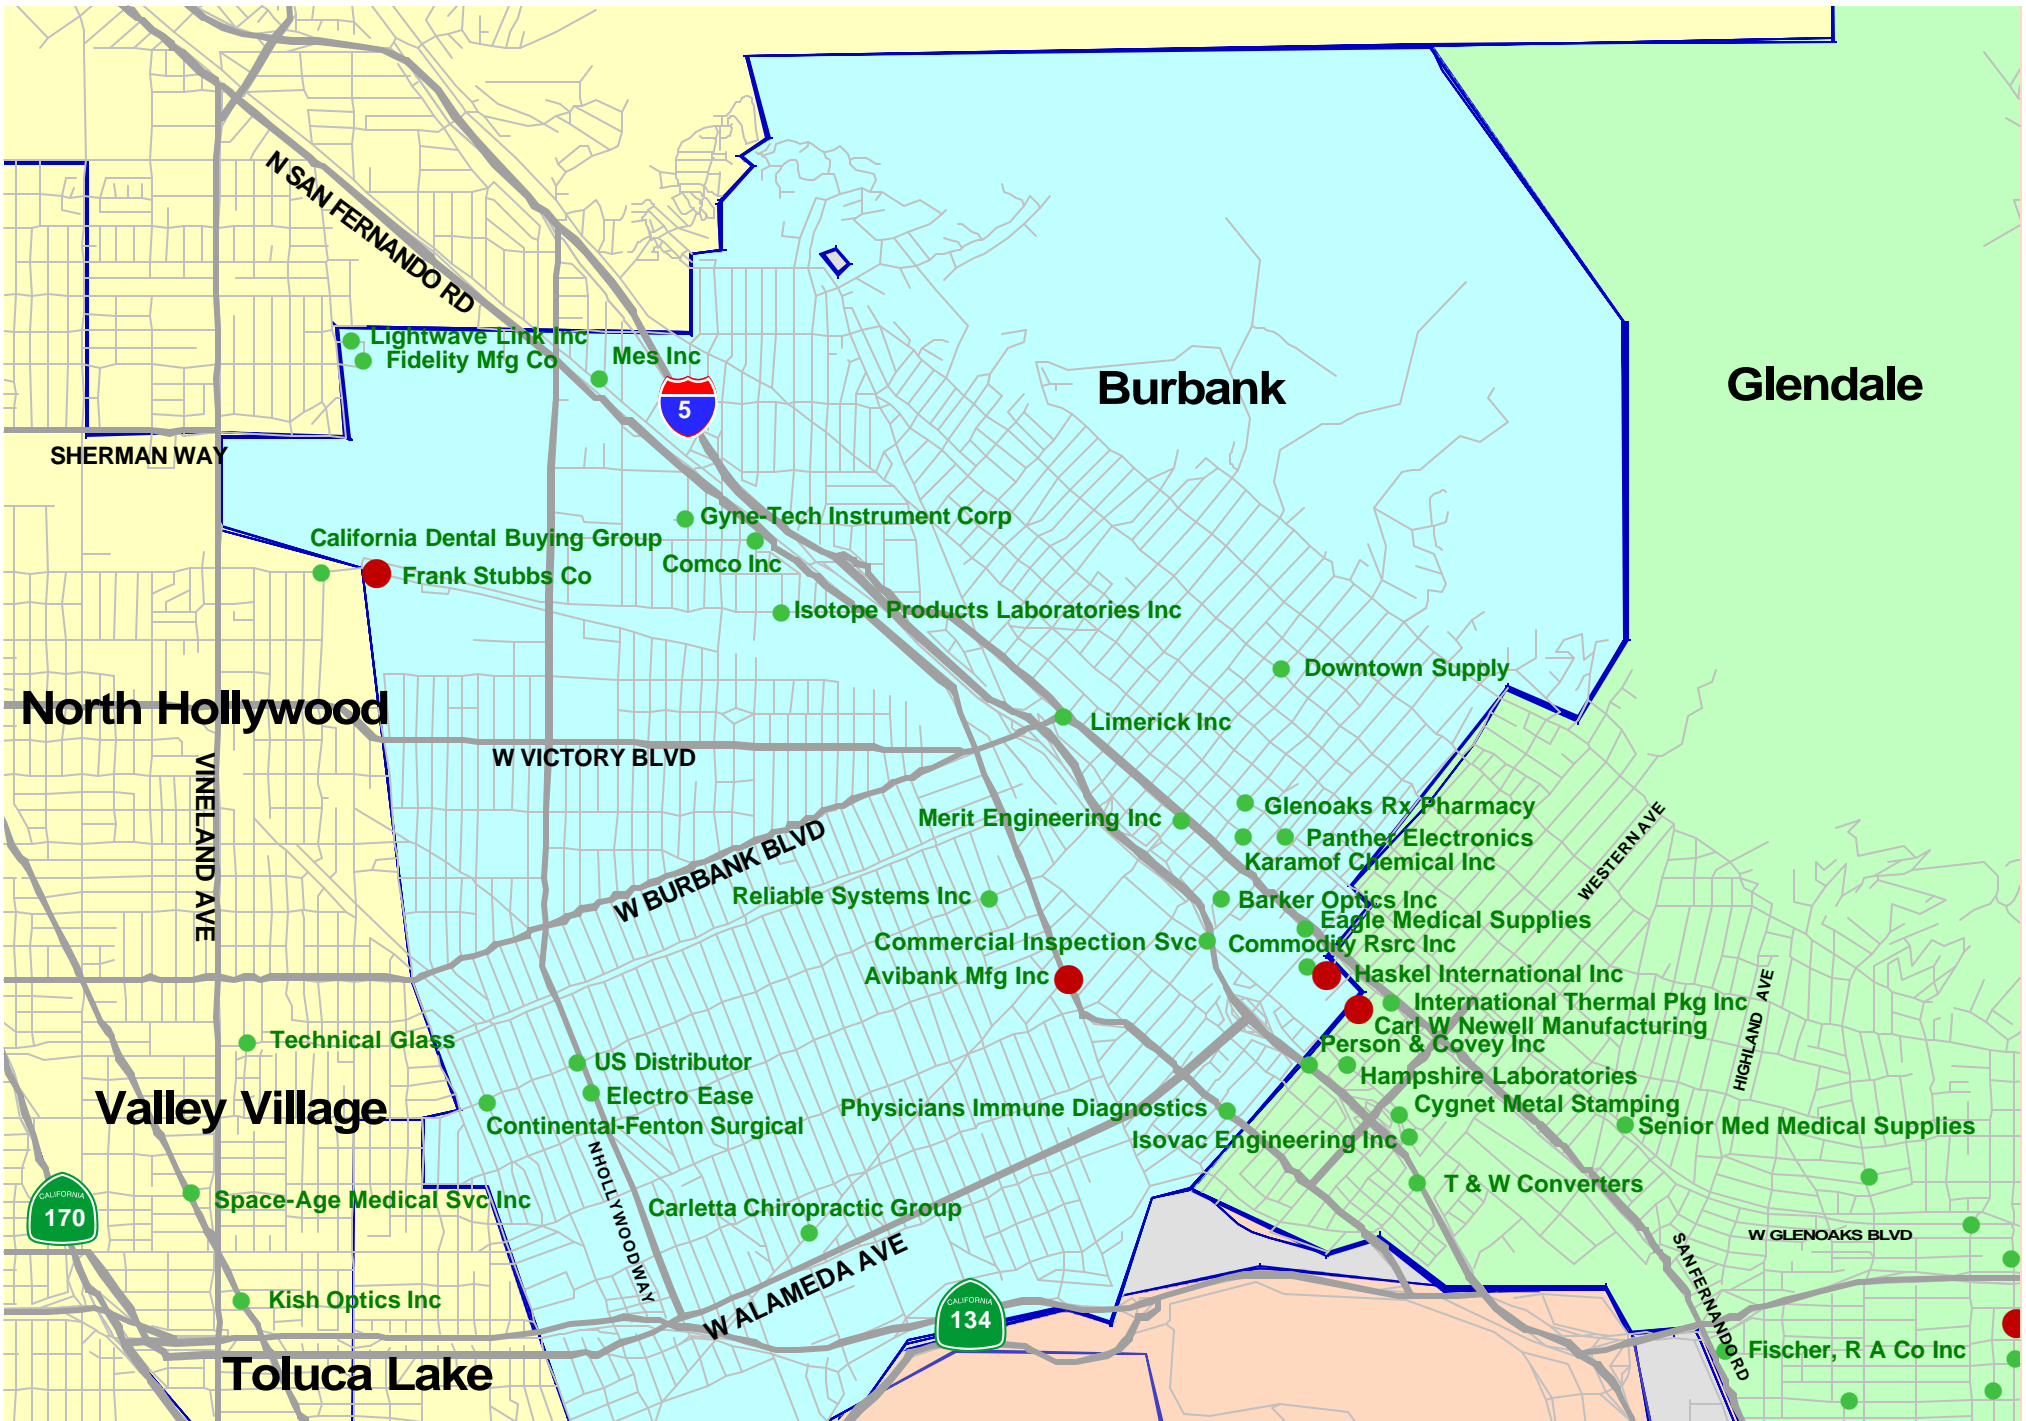 N SAN FERNANDO RD
Lightwave Link Inc
Fidelity Mfg Co
Mes Inc
5
Burbank
Glendale
SHERMAN WAY
Gyne-Tech Instrument Corp
California Dental Buying Group
Comco Inc
Frank Stubbs Co
Isotope Products Laboratories Inc
Downtown Supply
North Hollywood
Limerick Inc
W VICTORY BLVD
VINELAND AVE
Glenoaks Rx Pharmacy
Merit Engineering Inc
Panther Electronics
WESTERN AVE
Karamof Chemical Inc
W BURBANK BLVD
Reliable Systems Inc
Barker Optics Inc
Eagle Medical Supplies
Commercial Inspection Svc
Commodity Rsrc Inc
Avibank Mfg Inc
Haskel International Inc
International Thermal Pkg Inc
HIGHLAND AVE
Carl W Newell Manufacturing
Technical Glass
Person & Covey Inc
US Distributor
Hampshire Laboratories
Electro Ease
Valley Village
Physicians Immune Diagnostics
Cygnet Metal Stamping
Continental-Fenton Surgical
Senior Med Medical Supplies
Isovac Engineering Inc
N HOLLYWOOD WAY
T & W Converters
CALIFORNIA
170
Space-Age Medical Svc Inc
Carletta Chiropractic Group
W GLENOAKS BLVD
SAN FERNANDO RD
W ALAMEDA AVE
Kish Optics Inc
CALIFORNIA
134
Fischer, R A Co Inc
Toluca Lake